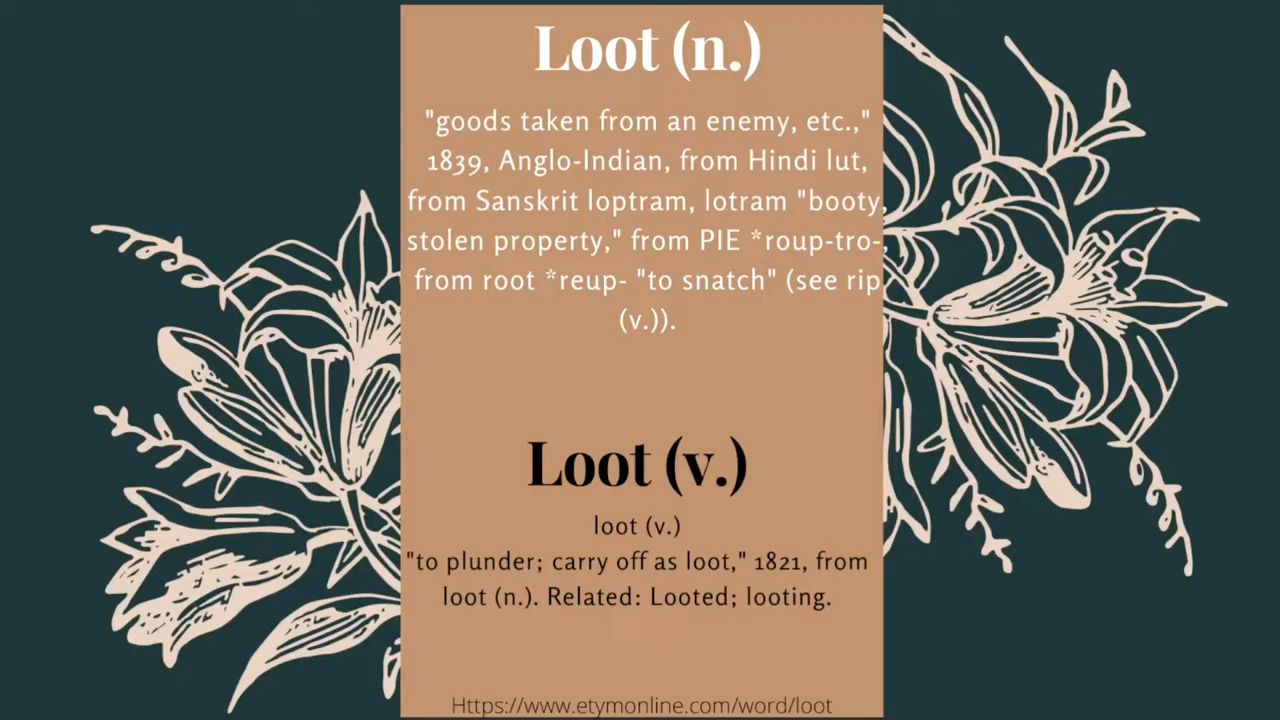 Loot (n.)
"goods taken from an enemy, etc.,"
1839, Anglo-Indian, from Hindi lut,
from Sanskrit loptram, lotram "booty,
stolen property," from PIE *roup-tro-,
from root *reup- "to snatch" (see rip
(v.)).
Loot (v.)
loot (v.)
"to plunder; carry off as loot," 1821, from
loot (n.). Related: Looted; looting.
Https://www.etymonline.com/word/loot